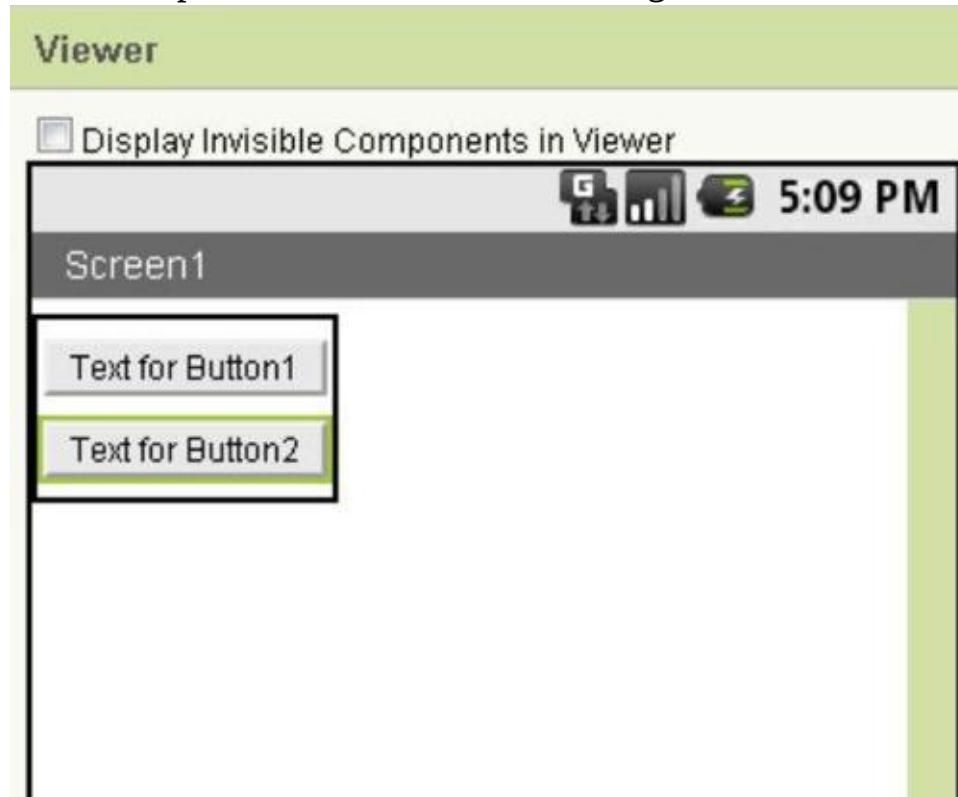 Viewer
Display Invisible Components in Viewer
G
5:09 PM
Screen1
Text for Button1
Text for Button2